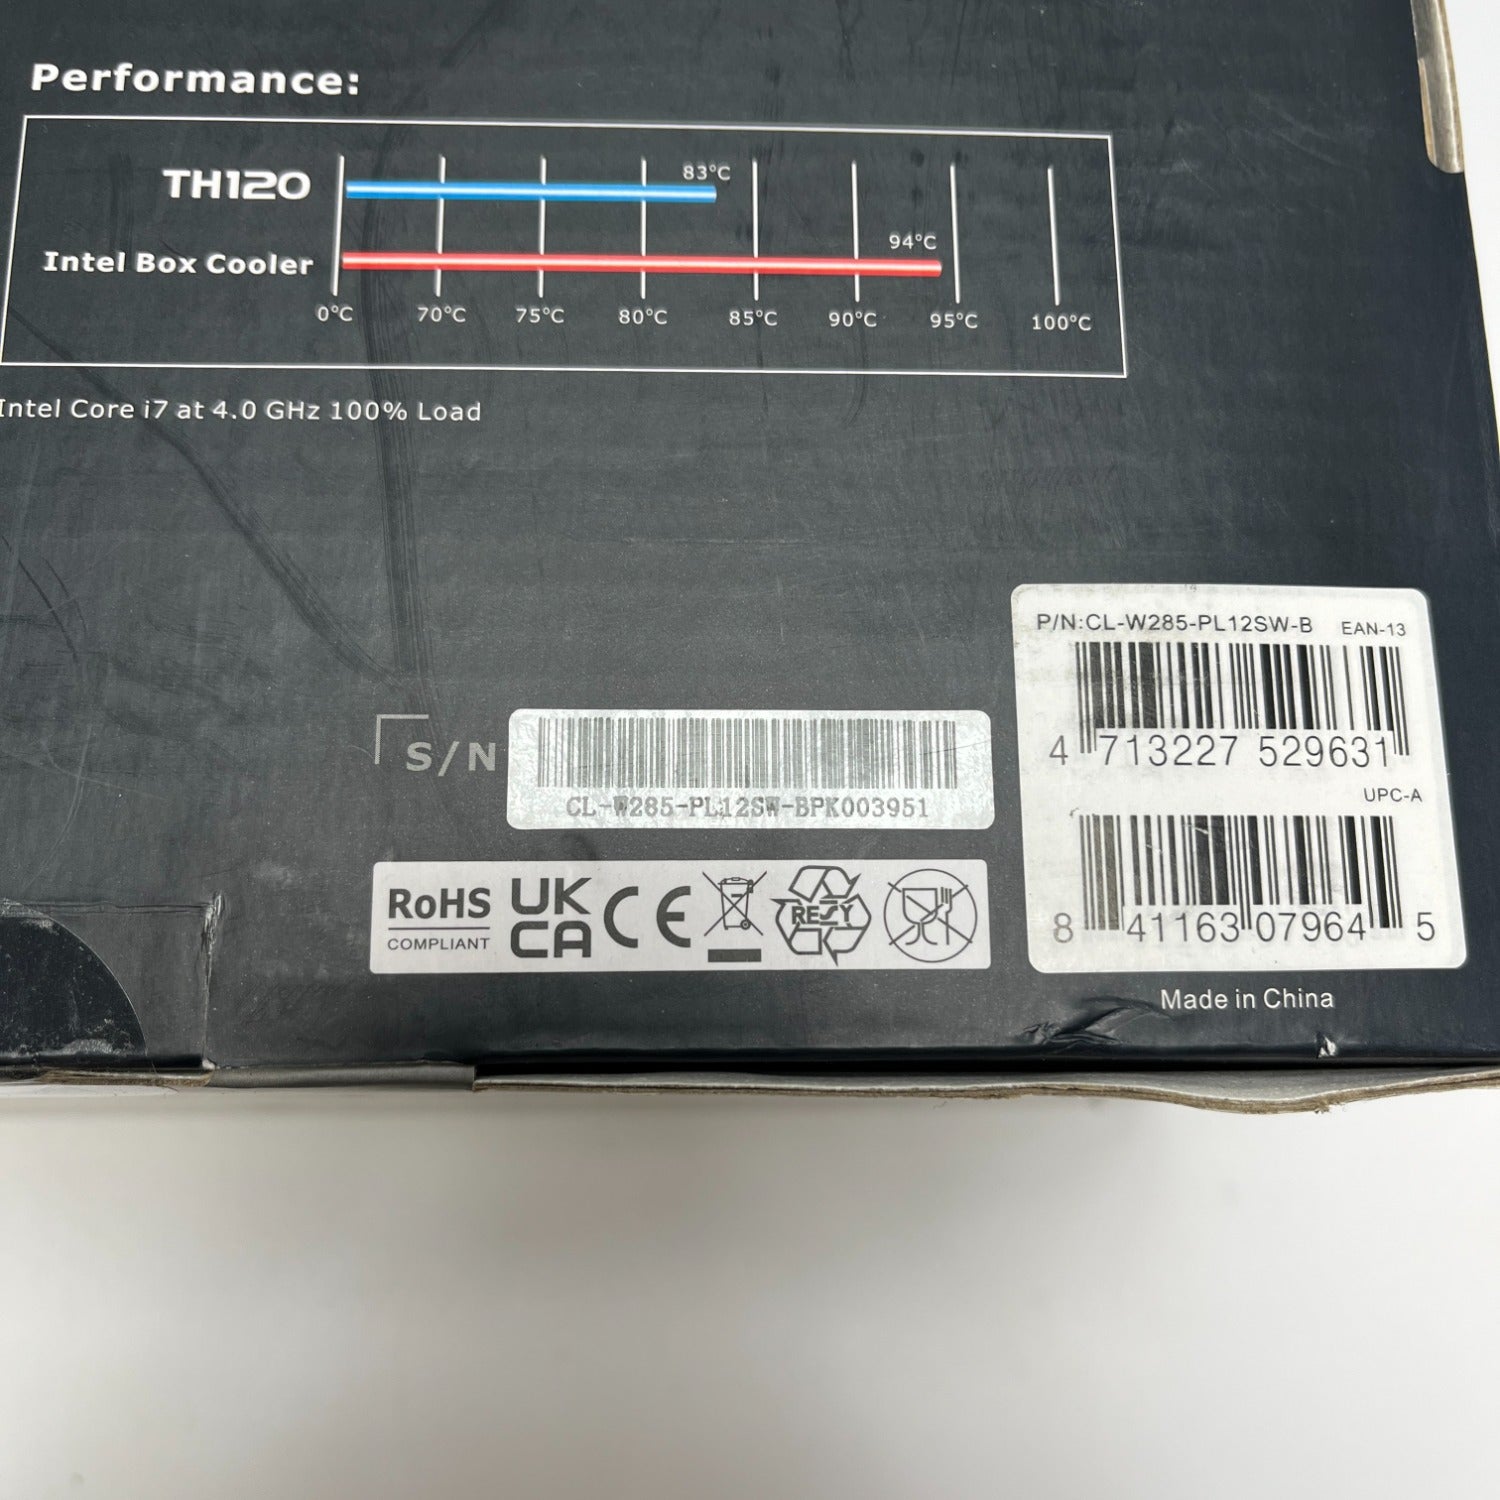 Performance:
TH120
83°C
Intel Box Cooler
94°C
0°C 70°C 75°C 80°C 85°C 90°C 95°C 100°C
Intel Core i7 at 4.0 GHz 100% Load
P/N:CL-W285-PL12SW-B EAN-13
4 713227 529631
UPC-A
8 41163 07964 5
S/N
CL-W285-PL12SW-BPK003951
RoHS
COMPLIANT
UK
CA
CE
RESY
Made in China